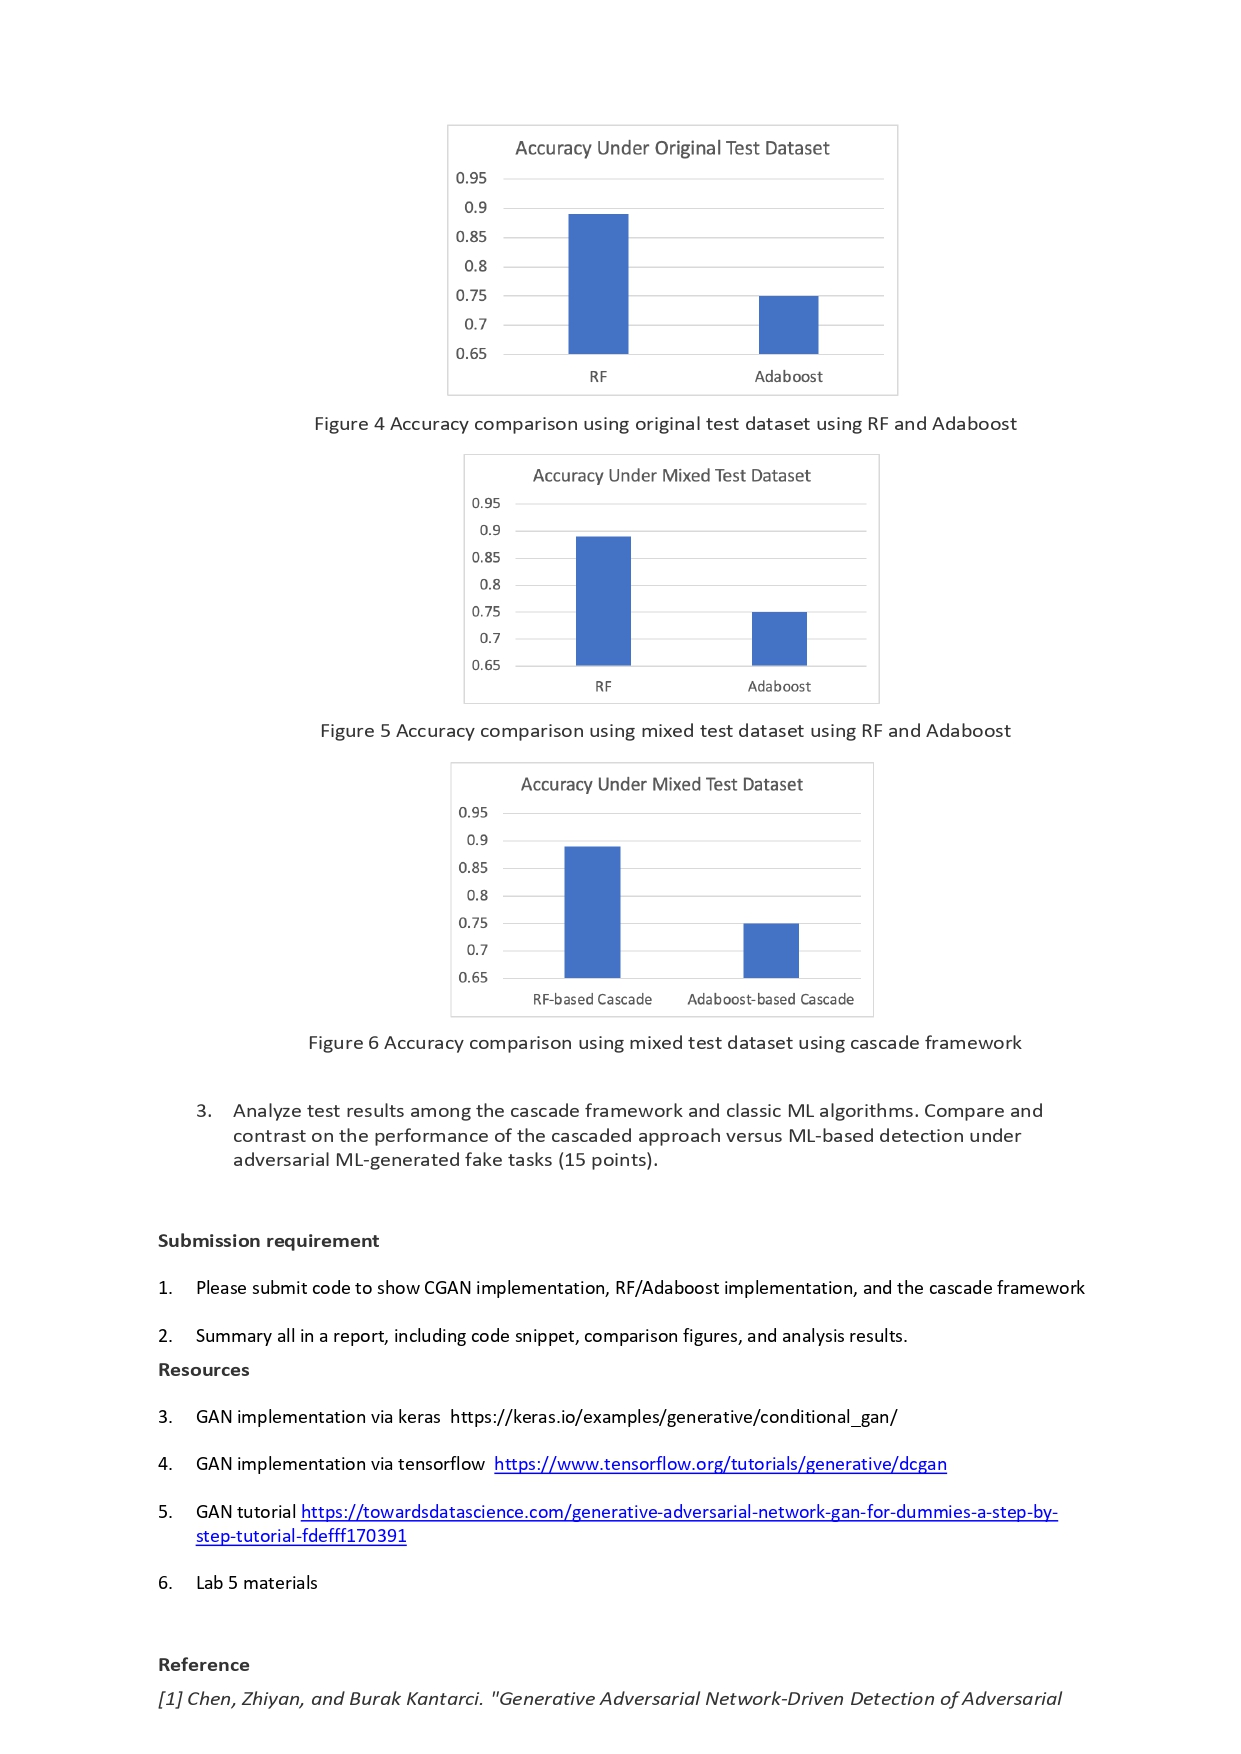 Accuracy Under Original Test Dataset
0.95
0.9
0.85
0.8
0.75
0.7
0.65
RF Adaboost
Figure 4 Accuracy comparison using original test dataset using RF and Adaboost
Accuracy Under Mixed Test Dataset
0.95
0.9
0.85
0.8
0.75
0.7
0.65
RF Adaboost
Figure 5 Accuracy comparison using mixed test dataset using RF and Adaboost
Accuracy Under Mixed Test Dataset
0.95
0.9
0.85
0.8
0.75
0.7
0.65
RF-based Cascade Adaboost-based Cascade
Figure 6 Accuracy comparison using mixed test dataset using cascade framework
3. Analyze test results among the cascade framework and classic ML algorithms. Compare and
contrast on the performance of the cascaded approach versus ML-based detection under
adversarial ML-generated fake tasks (15 points).
Submission requirement
1. Please submit code to show CGAN implementation, RF/Adaboost implementation, and the cascade framework
2. Summary all in a report, including code snippet, comparison figures, and analysis results.
Resources
3. GAN implementation via keras https://keras.io/examples/generative/conditional_gan/
4. GAN implementation via tensorflow https://www.tensorflow.org/tutorials/generative/dcgan
5. GAN tutorial https://towardsdatascience.com/generative-adversarial-network-gan-for-dummies-a-step-by-
step-tutorial-fdefff170391
6. Lab 5 materials
Reference
[1] Chen, Zhiyan, and Burak Kantarci. "Generative Adversarial Network-Driven Detection of Adversarial